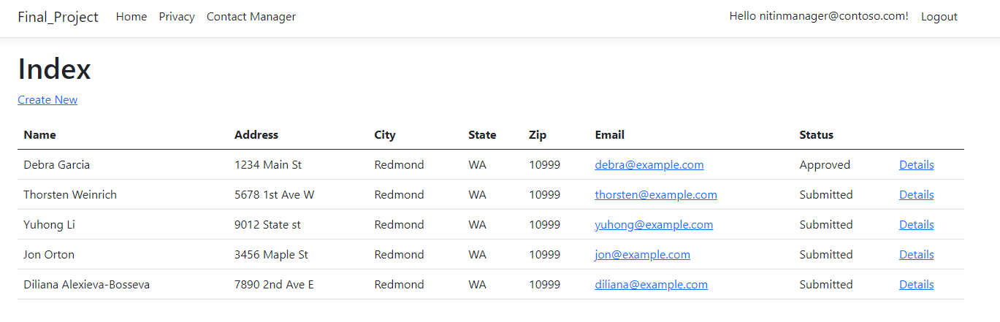 Final_Project Home Privacy Contact Manager Hello nitinmanager@contoso.com! Logout
Index
Create New
Name Address City State Zip Email Status
Debra Garcia 1234 Main St Redmond WA 10999 debra@example.com Approved Details
Thorsten Weinrich 5678 1st Ave W Redmond WA 10999 thorsten@example.com Submitted Details
Yuhong Li 9012 State st Redmond WA 10999 yuhong@example.com Submitted Details
Jon Orton 3456 Maple St Redmond WA 10999 jon@example.com Submitted Details
Diliana Alexieva-Bosseva 7890 2nd Ave E Redmond WA 10999 diliana@example.com Submitted Details